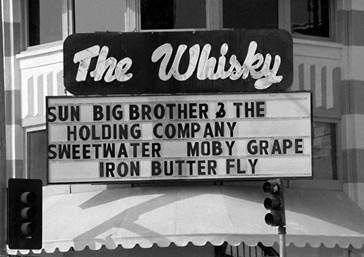 The Whisky
SUN BIG BROTHER & THE
HOLDING COMPANY
SWEETWATER MOBY GRAPE
IRON BUTTER FLY